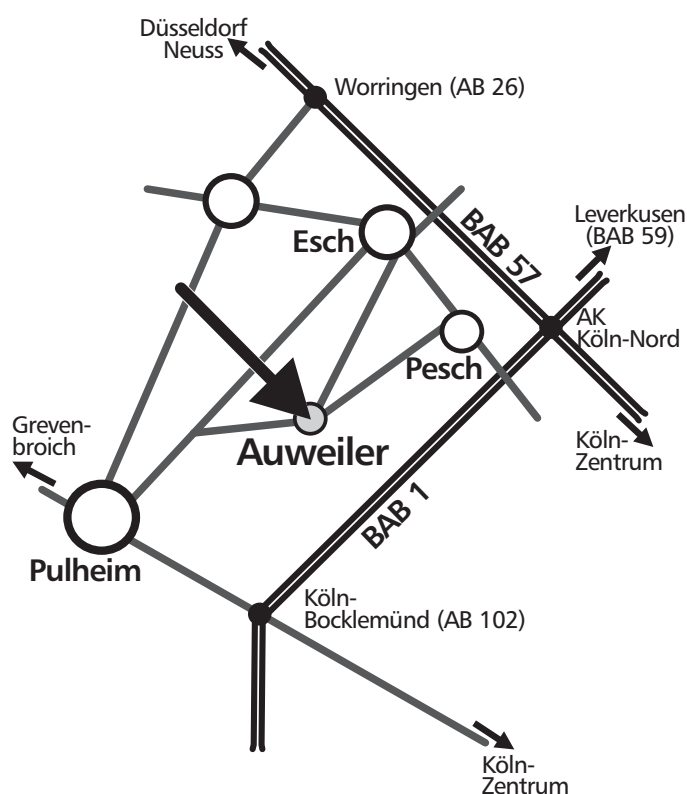 Düsseldorf
Neuss
Worringen (AB 26)
Leverkusen
(BAB 59)
BAB 57
Esch
AK
Köln-Nord
Pesch
Greven-
broich
Auweiler
Köln-
Zentrum
BAB 1
Pulheim
Köln-
Bocklemünd (AB 102)
Köln-
Zentrum